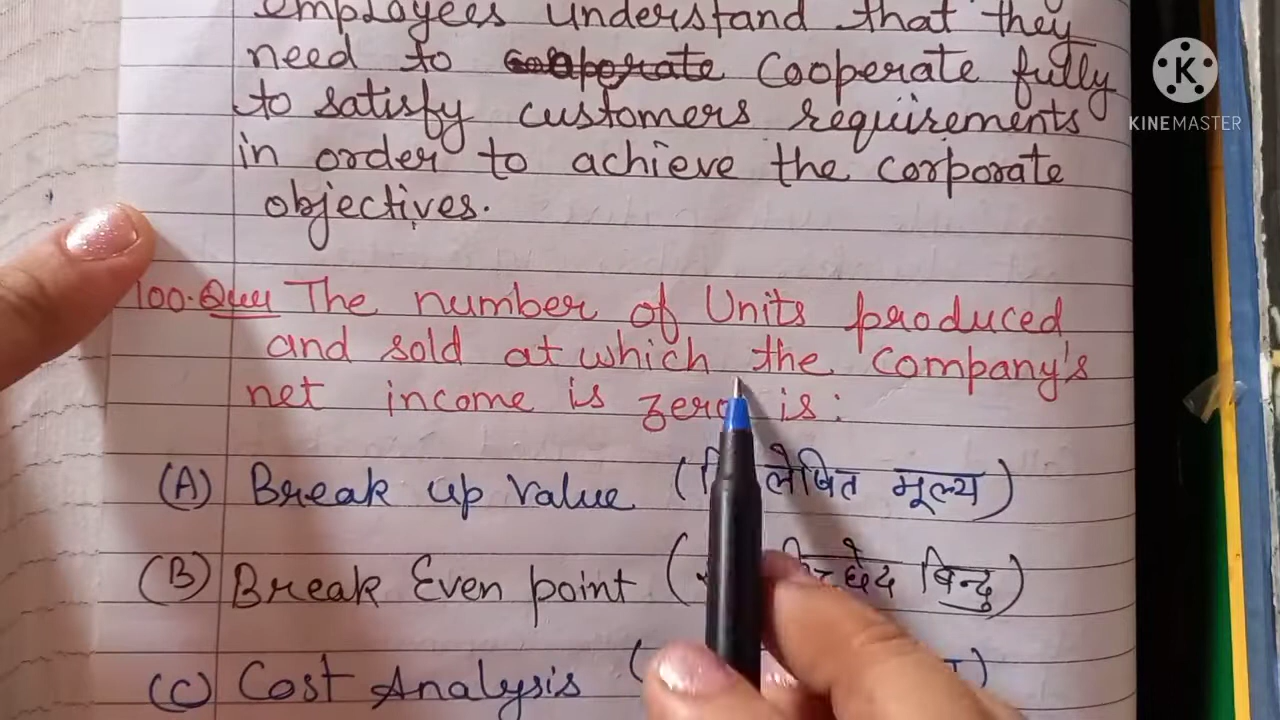 employees understand that they
need to cooperate fully
to satisfy customers requirements
in order to achieve the corporate
objectives.
100. Que The number of Units produced
and sold at which the Company's
net income is zero is:
(A) Break up value ( मूल्य)
(B) Break Even point ( बिन्दु)
(C) Cost Analysis (
KINEMASTER